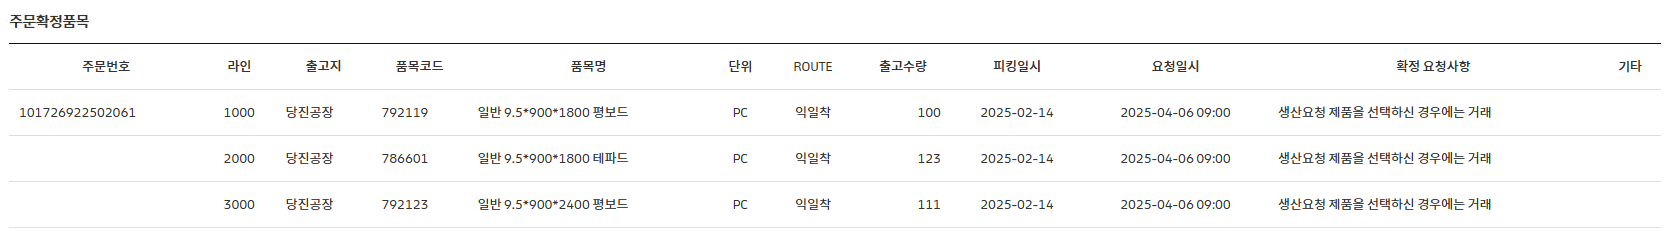 주문확정품목
주문번호 라인 출고지 품목코드 품목명 단위 ROUTE 출고수량 피킹일시 요청일시 확정 요청사항 기타
101726922502061 1000 당진공장 792119 일반 9.5*900*1800 평보드 PC 익일착 100 2025-02-14 2025-04-06 09:00 생산요청 제품을 선택하신 경우에는 거래
2000 당진공장 786601 일반 9.5*900*1800 테파드 PC 익일착 123 2025-02-14 2025-04-06 09:00 생산요청 제품을 선택하신 경우에는 거래
3000 당진공장 792123 일반 9.5*900*2400 평보드 PC 익일착 111 2025-02-14 2025-04-06 09:00 생산요청 제품을 선택하신 경우에는 거래